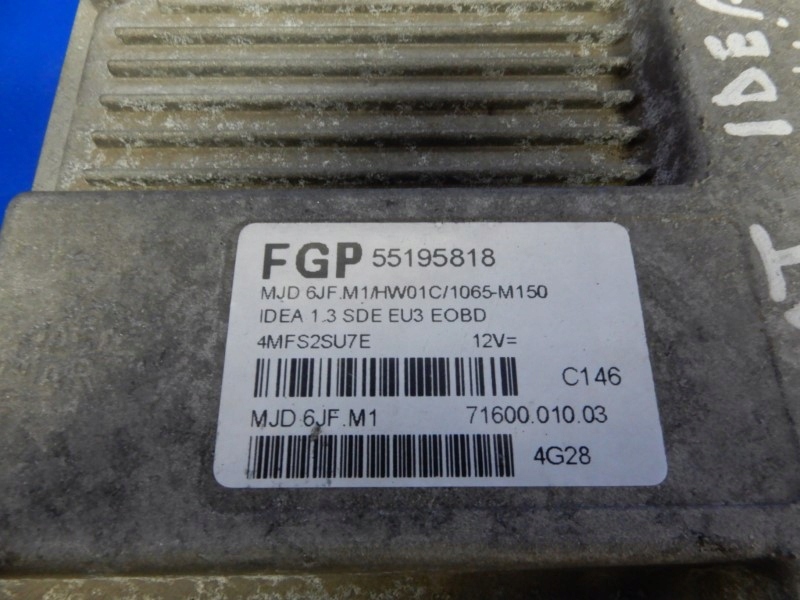 FGP 55195818
MJD 6JF.M1/HW01C/1065-M150
IDEA 1.3 SDE EU3 EOBD
4MFS2SU7E 12V=
C146
MJD 6JF.M1 71600.010.03
4G28
IDEA